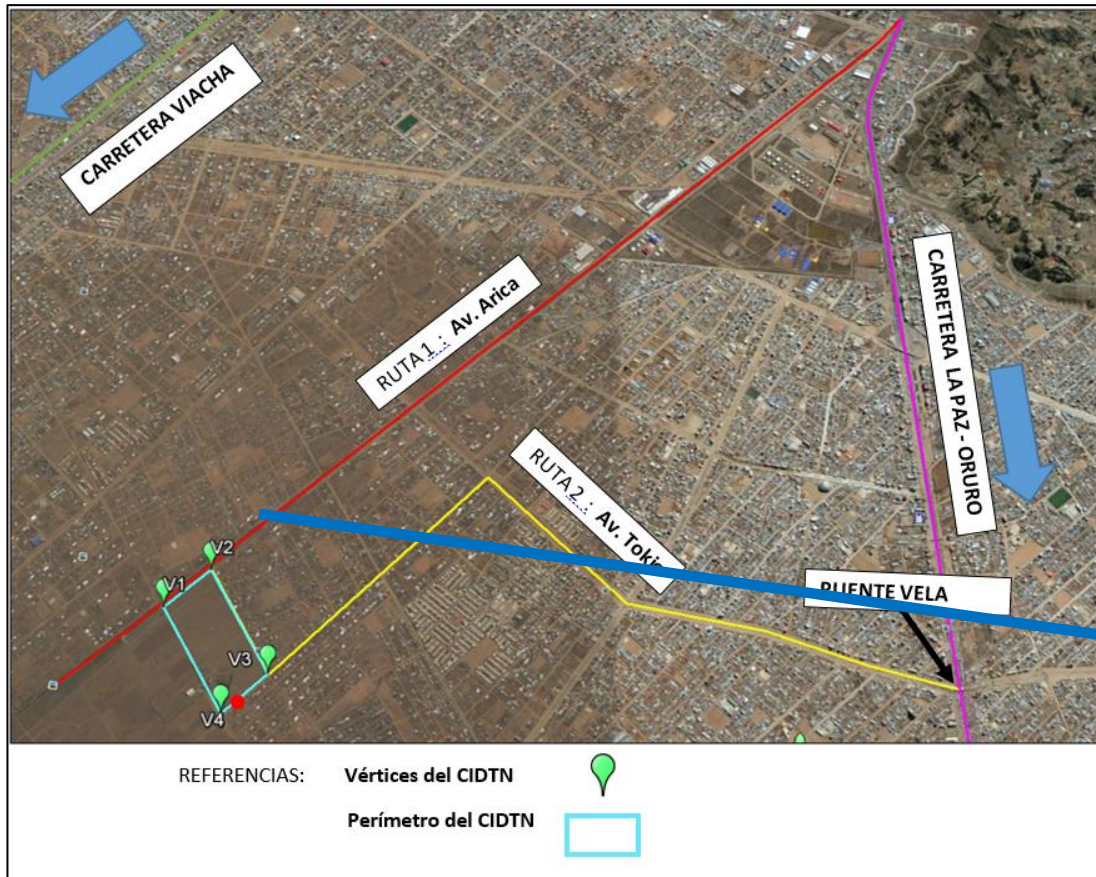 CARRETERA VIACHA
RUTA 1 : Av. Arica
CARRETERA LA PAZ - ORURO
RUTA 2 : Av. Tokio
PUENTE VELA
V2
V1
V3
V4
REFERENCIAS: Vértices del CIDTN
Perímetro del CIDTN